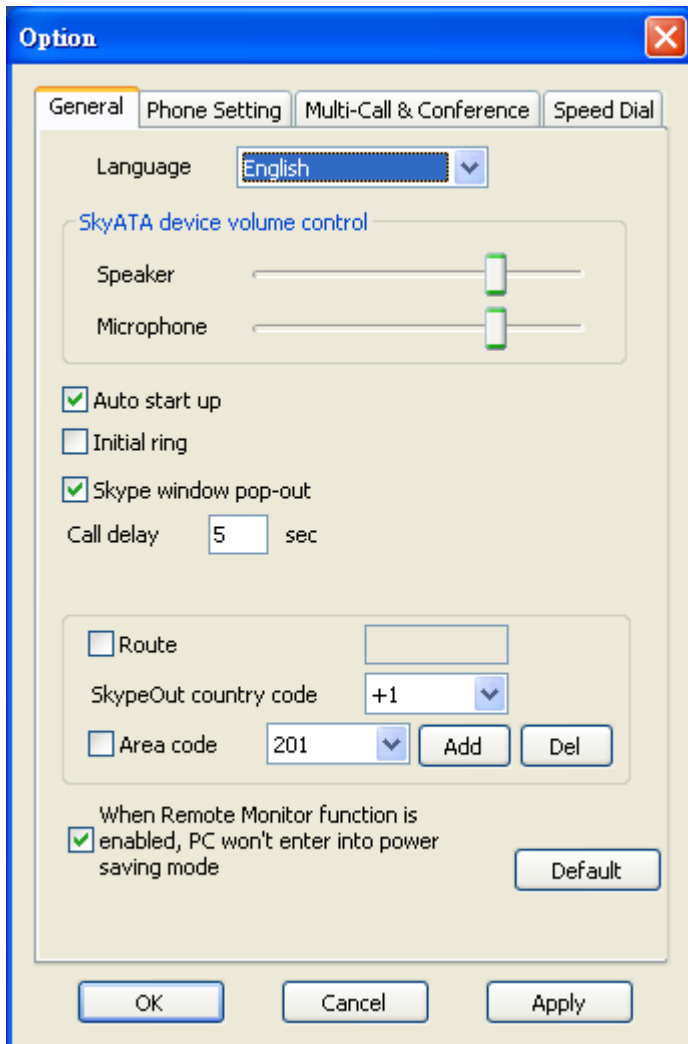 Option
General Phone Setting Multi-Call & Conference Speed Dial
Language English
SkyATA device volume control
Speaker
Microphone
Auto start up
Initial ring
Skype window pop-out
Call delay 5 sec
Route
SkypeOut country code +1
Area code 201 Add Del
When Remote Monitor function is
enabled, PC won't enter into power
saving mode
Default
OK Cancel Apply